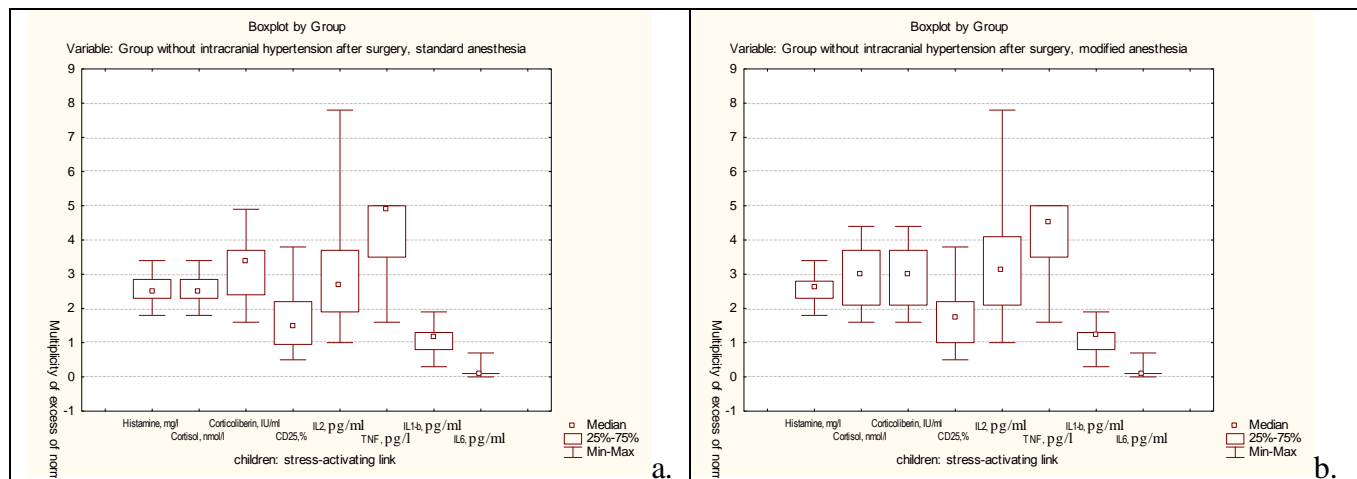 Boxplot by Group
Variable: Group without intracranial hypertension after surgery, standard anesthesia
9
8
7
6
5
4
3
2
1
0
-1
Multiplicity of excess of norm
Histamine, mg/l
Cortisol, nmol/l
Corticoliberin, IU/ml
CD25,%
IL2, pg/ml
TNF, pg/l
IL1-b, pg/ml
IL6, pg/ml
children: stress-activating link
Median
25%-75%
Min-Max
a.
Boxplot by Group
Variable: Group without intracranial hypertension after surgery, modified anesthesia
9
8
7
6
5
4
3
2
1
0
-1
Multiplicity of excess of norm
Histamine, mg/l
Cortisol, nmol/l
Corticoliberin, IU/ml
CD25,%
IL2, pg/ml
TNF, pg/l
IL1-b, pg/ml
IL6, pg/ml
children: stress-activating link
Median
25%-75%
Min-Max
b.